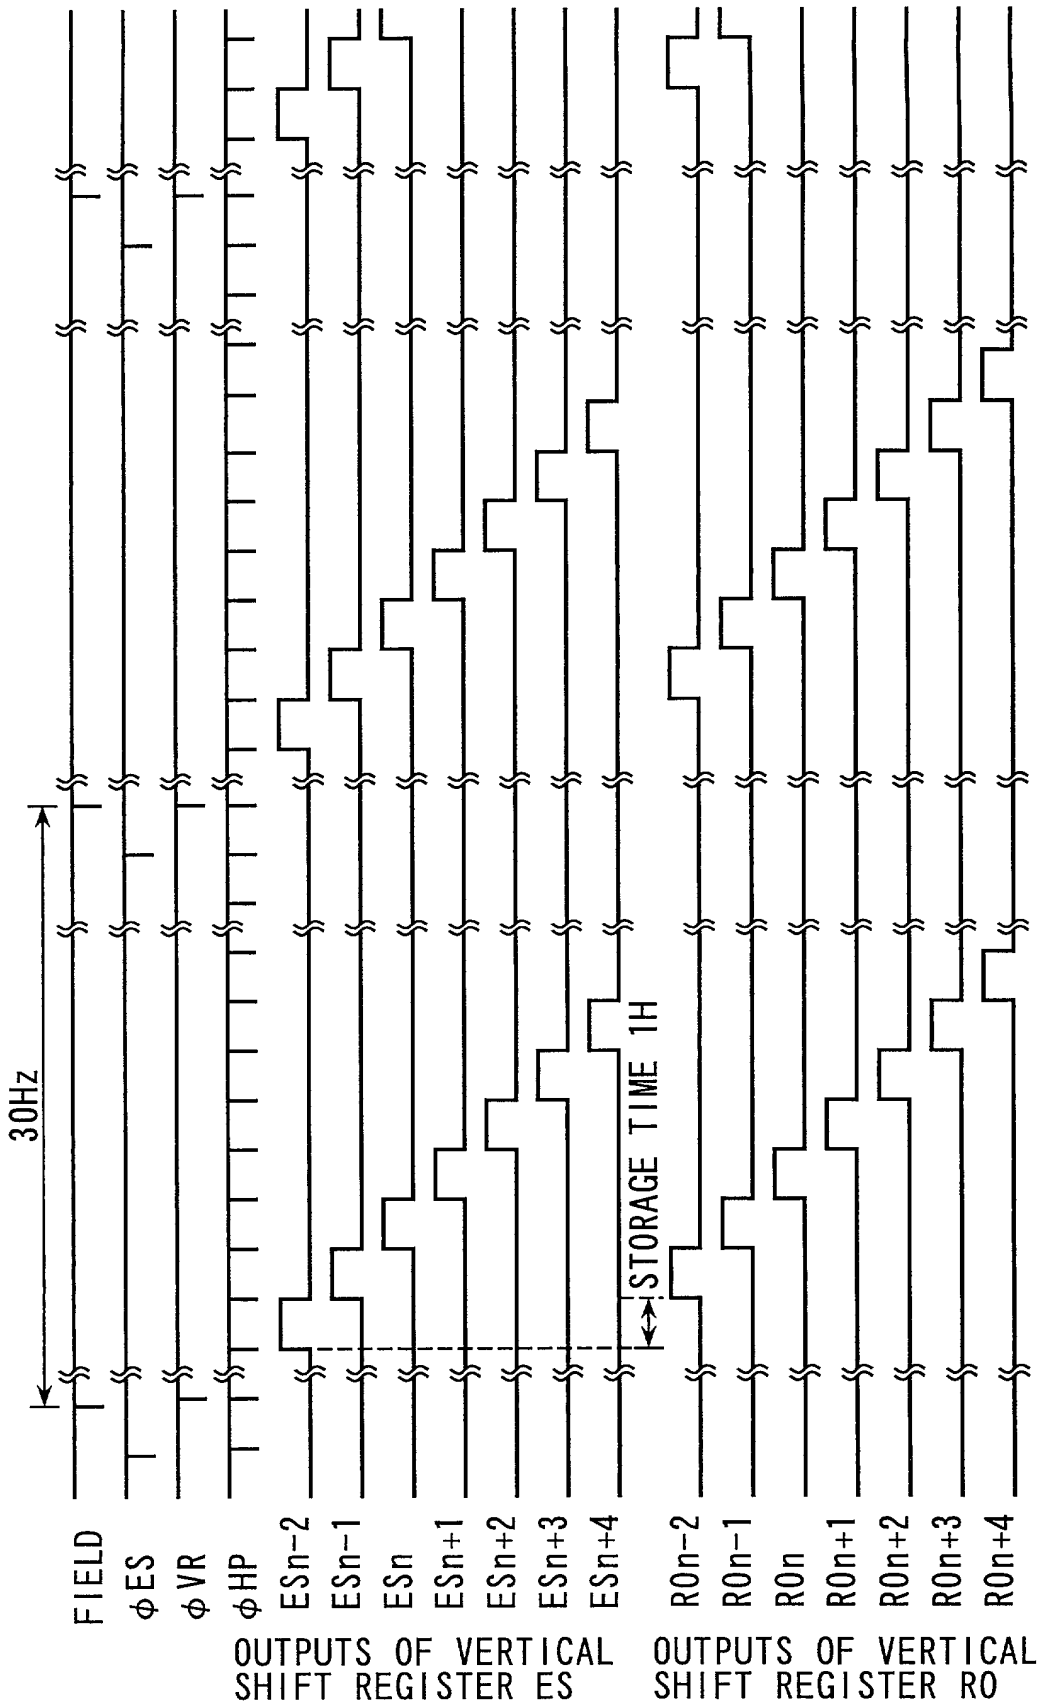 30Hz
FIELD
φES
φVR
φHP
ESn-2
ESn-1
ESn
ESn+1
ESn+2
ESn+3
ESn+4
OUTPUTS OF VERTICAL
SHIFT REGISTER ES
STORAGE TIME 1H
ROn-2
ROn-1
ROn
ROn+1
ROn+2
ROn+3
ROn+4
OUTPUTS OF VERTICAL
SHIFT REGISTER RO